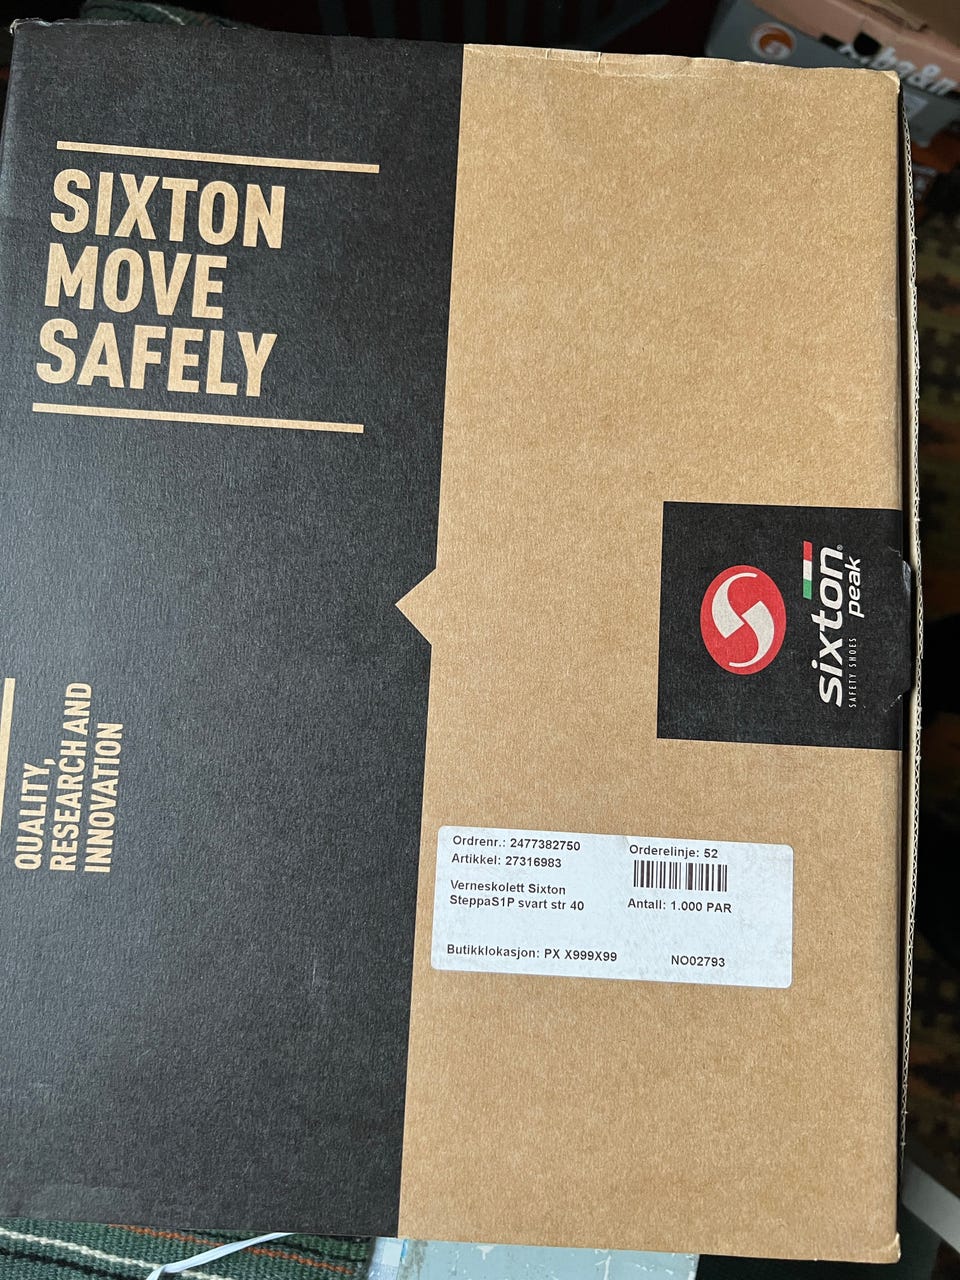 SIXTON
MOVE
SAFELY
sixton®
peak
SAFETY SHOES
QUALITY,
RESEARCH AND
INNOVATION
Ordrenr.: 2477382750
Artikkel: 27316983
Orderelinje: 52
Verneskolett Sixton
SteppaS1P svart str 40
Antall: 1.000 PAR
Butikklokasjon: PX X999X99
NO02793